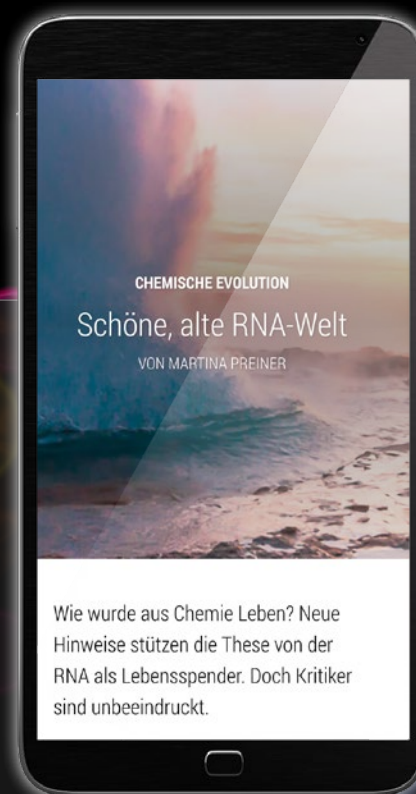 CHEMISCHE EVOLUTION
Schöne, alte RNA-Welt
VON MARTINA PREINER
Wie wurde aus Chemie Leben? Neue
Hinweise stützen die These von der
RNA als Lebensspender. Doch Kritiker
sind unbeeindruckt.